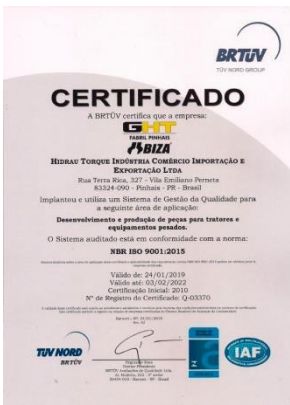 BRTÜV
TÜV NORD GROUP
CERTIFICADO
A BRTÜV certifica que a empresa:
GHT
FABRIL PINHAIS
IBIZA
HIDRAU TORQUE INDÚSTRIA COMÉRCIO IMPORTAÇÃO E
EXPORTAÇÃO LTDA
Rua Terra Rica, 327 - Vila Emiliano Perneta
83324-090 - Pinhais - PR - Brasil
Implantou e utiliza um Sistema de Gestão da Qualidade para
a seguinte área de aplicação:
Desenvolvimento e produção de peças para tratores e
equipamentos pesados.
O Sistema auditado está em conformidade com a norma:
NBR ISO 9001:2015
Válido de: 24/01/2019
Válido até: 03/02/2022
Certificação Inicial: 2010
Nº de Registro do Certificado: Q-03370
TUV NORD
BRTÜV
IAF